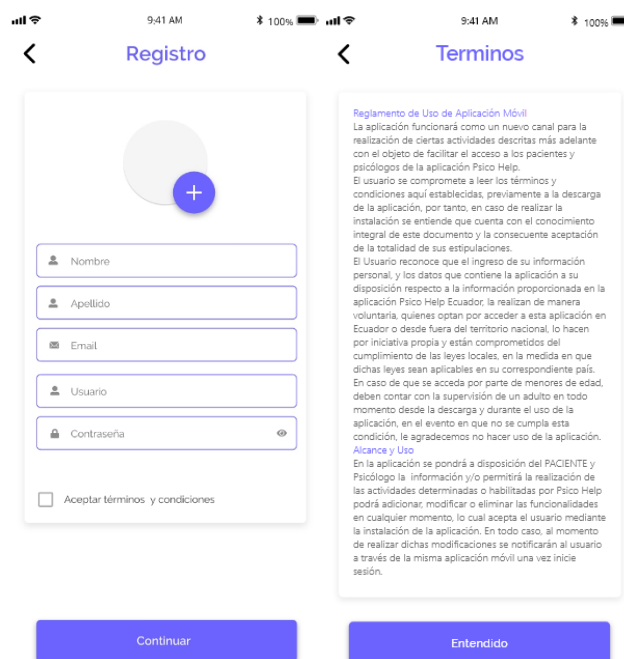 9:41 AM
100%
Registro
Nombre
Apellido
Email
Usuario
Contraseña
Aceptar términos y condiciones
Continuar
9:41 AM
100%
Terminos
Reglamento de Uso de Aplicación Móvil
La aplicación funcionará como un nuevo canal para la
realización de ciertas actividades descritas más adelante
con el objeto de facilitar el acceso a los pacientes y
psicólogos de la aplicación Psico Help.
El usuario se compromete a leer los términos y
condiciones aquí establecidas, previamente a la descarga
de la aplicación, por tanto, en caso de realizar la
instalación se entiende que cuenta con el conocimiento
integral de este documento y la consecuente aceptación
de la totalidad de sus estipulaciones.
El Usuario reconoce que el ingreso de su información
personal, y los datos que contiene la aplicación a su
disposición respecto a la información proporcionada en la
aplicación Psico Help Ecuador, la realizan de manera
voluntaria, quienes optan por acceder a esta aplicación en
Ecuador o desde fuera del territorio nacional, lo hacen
por iniciativa propia y están comprometidos del
cumplimiento de las leyes locales, en la medida en que
dichas leyes sean aplicables en su correspondiente país.
En caso de que se acceda por parte de menores de edad,
deben contar con la supervisión de un adulto en todo
momento desde la descarga y durante el uso de la
aplicación, en el evento en que no se cumpla esta
condición, le agradecemos no hacer uso de la aplicación.
Alcance y Uso
En la aplicación se pondrá a disposición del PACIENTE y
Psicólogo la información y/o permitirá la realización de
las actividades determinadas o habilitadas por Psico Help
podrá adicionar, modificar o eliminar las funcionalidades
en cualquier momento, lo cual acepta el usuario mediante
la instalación de la aplicación. En todo caso, al momento
de realizar dichas modificaciones se notificarán al usuario
a través de la misma aplicación móvil una vez inicie
sesión.
Entendido